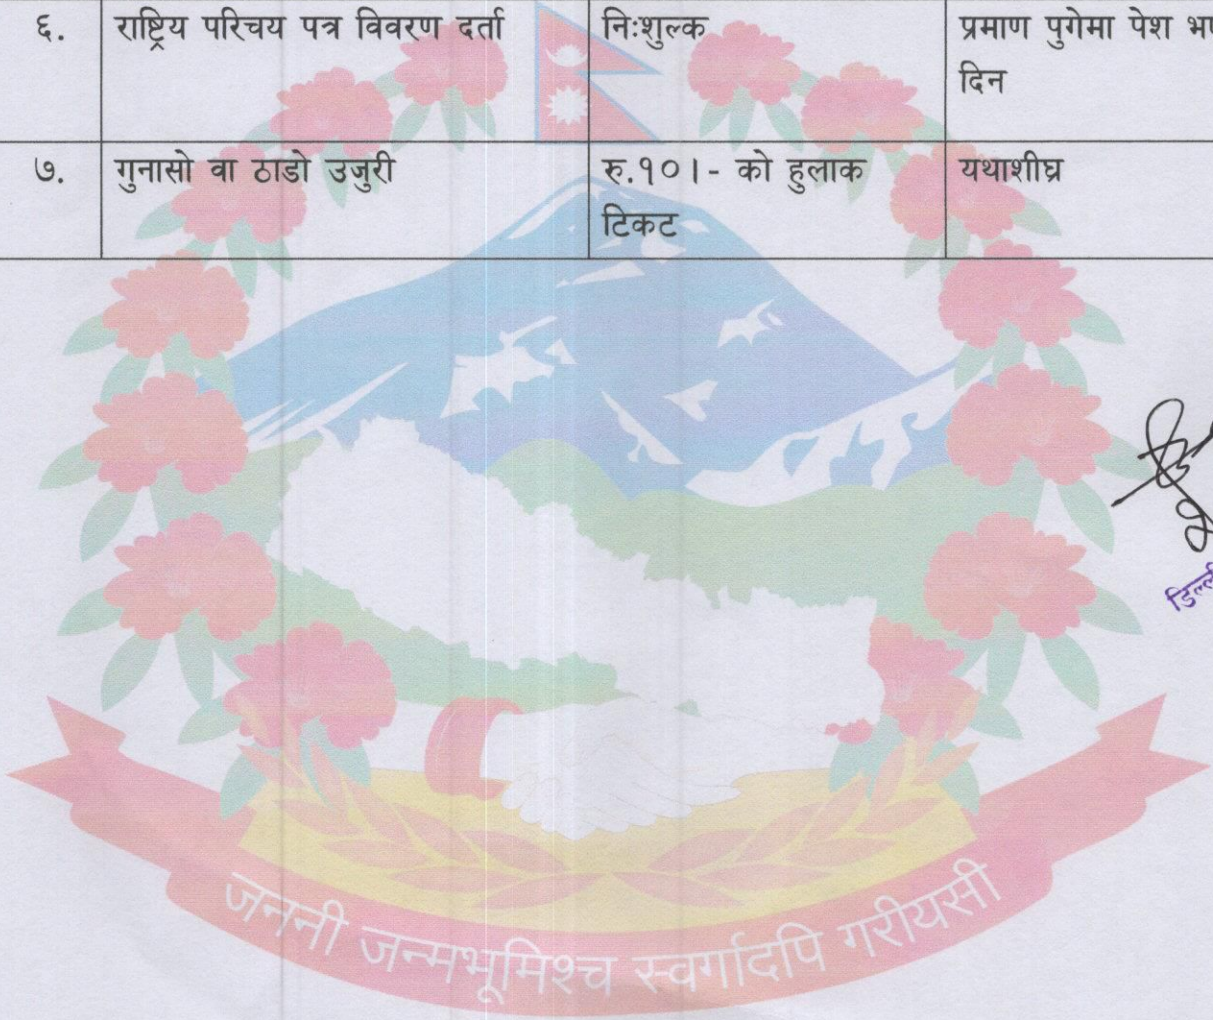 ६. राष्ट्रिय परिचय पत्र विवरण दर्ता निःशुल्क प्रमाण पुगेमा पेश
दिन
७. गुनासो वा ठाडो उजुरी रु.१०।- को हुलाक यथाशीघ्र
टिकट
जननी जन्मभूमिश्च स्वर्गादपि गरीयसी